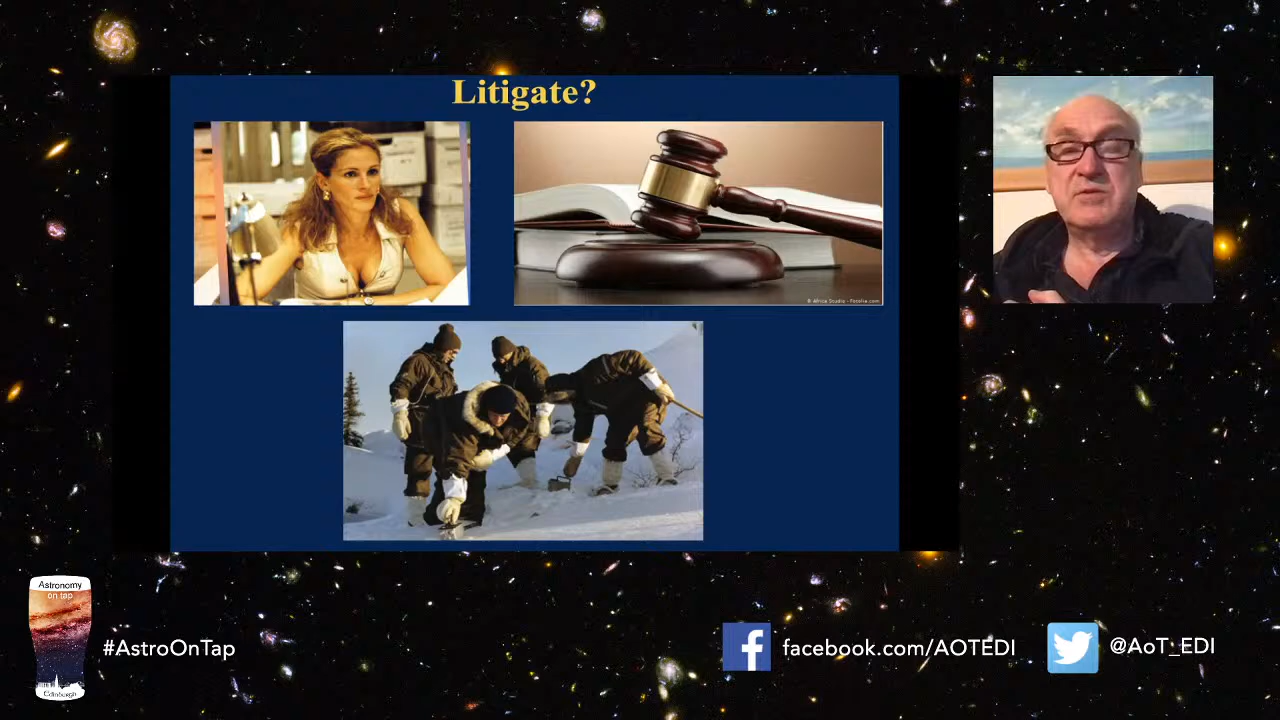 Litigate?
© Africa Studio - Fotolia.com
Astronomy
on tap
Edinburgh
#AstroOnTap
facebook.com/AOTEDI
@AoT_EDI